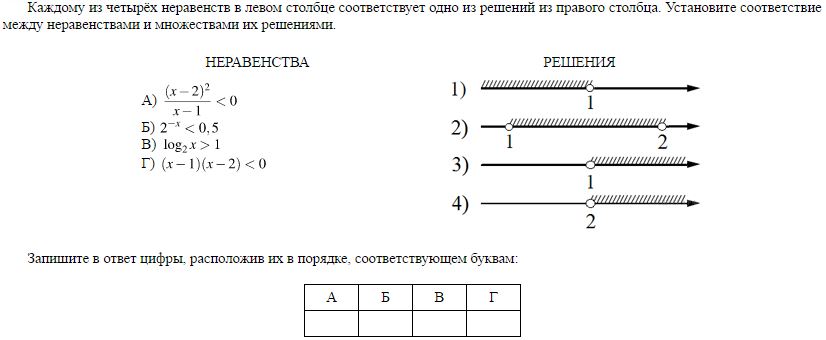 Каждому из четырёх неравенств в левом столбце соответствует одно из решений из правого столбца. Установите соответствие
между неравенствами и множествами их решениями.
НЕРАВЕНСТВА
РЕШЕНИЯ
А) (x−2)²/(x−1) < 0
Б) 2⁻ˣ < 0,5
В) log₂x > 1
Г) (x−1)(x−2) < 0
1) 1
2) 1 2
3) 1
4) 2
Запишите в ответ цифры, расположив их в порядке, соответствующем буквам:
А Б В Г